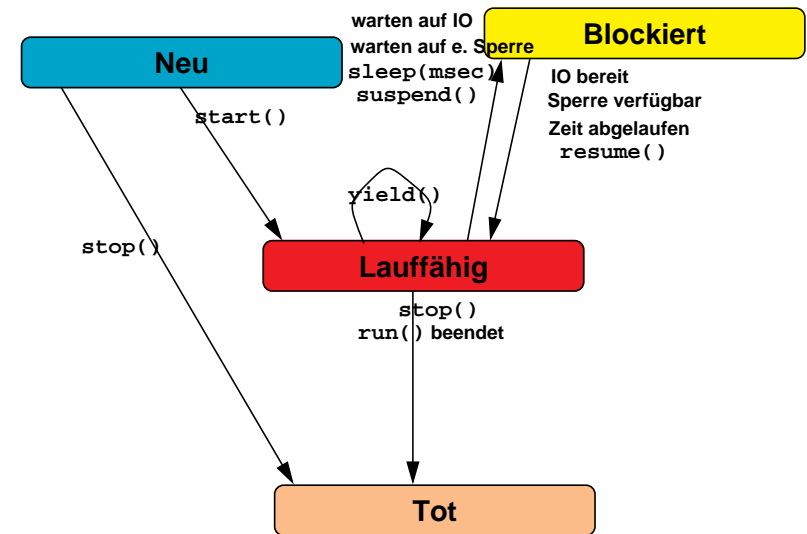 warten auf IO
Blockiert
Neu
warten auf e. Sperre
sleep(msec)
suspend()
IO bereit
Sperre verfügbar
Zeit abgelaufen
resume()
start()
yield()
stop()
Lauffähig
stop()
run() beendet
Tot